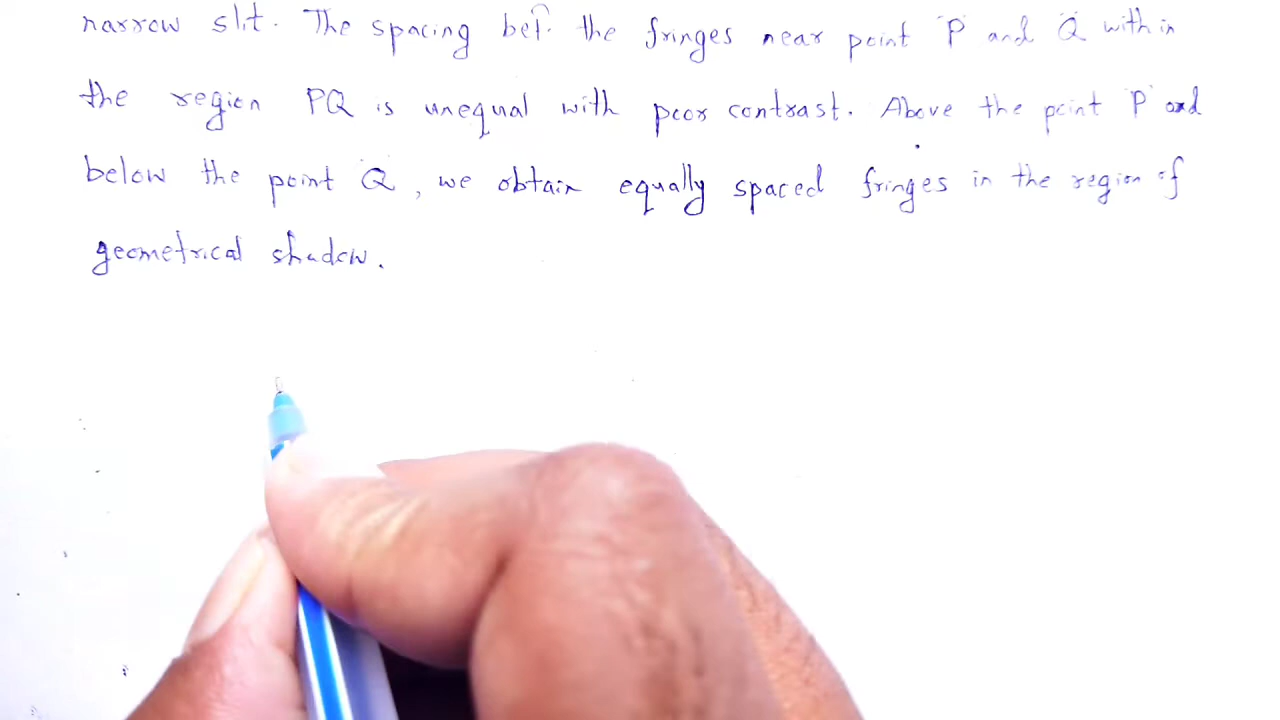 narrow slit. The spacing betⁿ. the fringes near point 'P' and 'Q' within
the region PQ is unequal with poor contrast. Above the point 'P' and
below the point 'Q', we obtain equally spaced fringes in the region of
geometrical shadow.